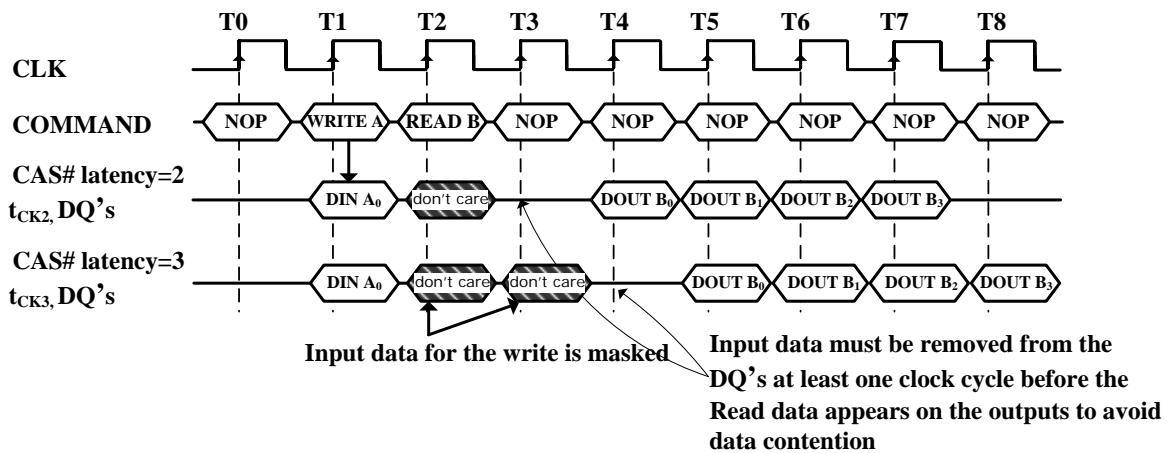 T0 T1 T2 T3 T4 T5 T6 T7 T8
CLK
COMMAND NOP WRITE A READ B NOP NOP NOP NOP NOP NOP
CAS# latency=2
tCK2, DQ's DIN A0 don't care DOUT B0 DOUT B1 DOUT B2 DOUT B3
CAS# latency=3
tCK3, DQ's DIN A0 don't care don't care DOUT B0 DOUT B1 DOUT B2 DOUT B3
Input data for the write is masked
Input data must be removed from the
DQ's at least one clock cycle before the
Read data appears on the outputs to avoid
data contention